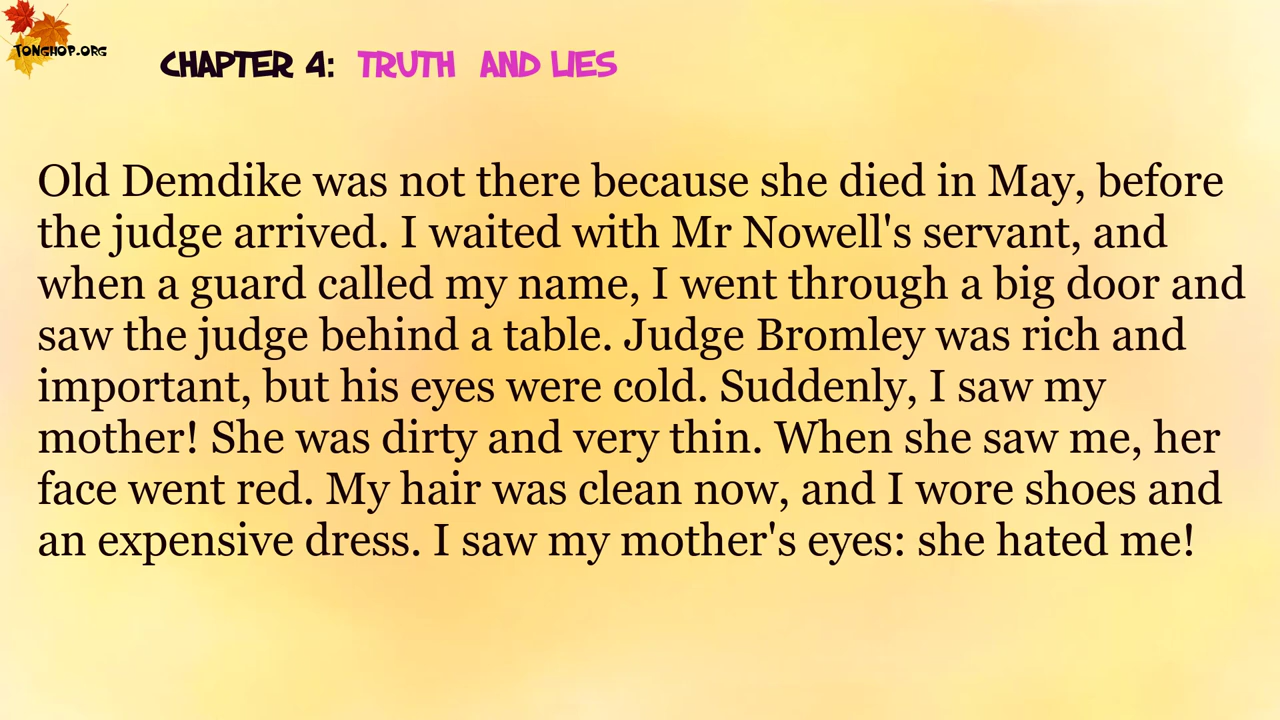 TONGHOP.ORG
CHAPTER 4: TRUTH AND LIES
Old Demdike was not there because she died in May, before
the judge arrived. I waited with Mr Nowell's servant, and
when a guard called my name, I went through a big door and
saw the judge behind a table. Judge Bromley was rich and
important, but his eyes were cold. Suddenly, I saw my
mother! She was dirty and very thin. When she saw me, her
face went red. My hair was clean now, and I wore shoes and
an expensive dress. I saw my mother's eyes: she hated me!